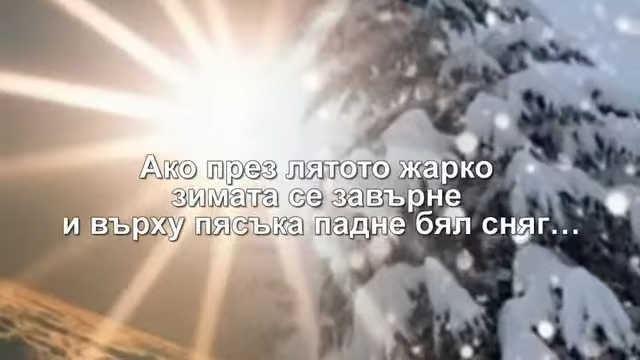 Ако през лятото жарко
зимата се завърне
и върху пясъка падне бял сняг...